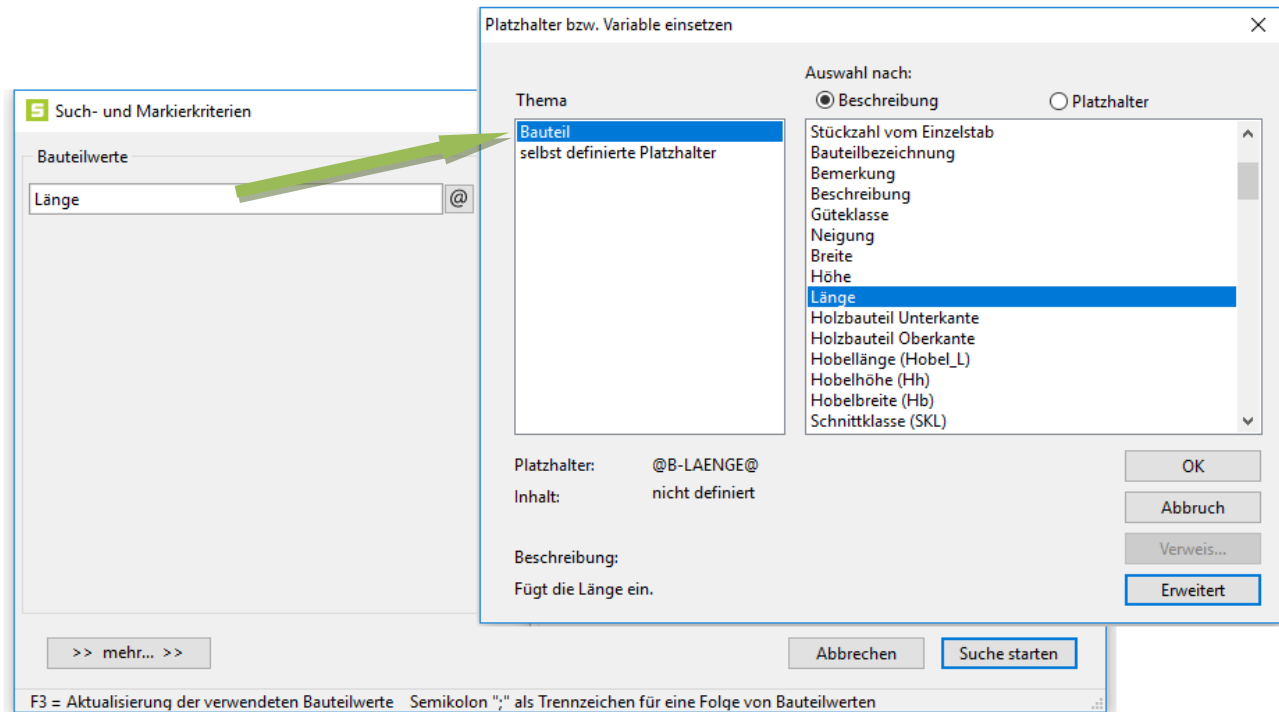 Platzhalter bzw. Variable einsetzen
Auswahl nach:
Thema
Beschreibung
Platzhalter
Bauteil
selbst definierte Platzhalter
Stückzahl vom Einzelstab
Bauteilbezeichnung
Bemerkung
Beschreibung
Güteklasse
Neigung
Breite
Höhe
Länge
Holzbauteil Unterkante
Holzbauteil Oberkante
Hobellänge (Hobel_L)
Hobelhöhe (Hh)
Hobelbreite (Hb)
Schnittklasse (SKL)
Platzhalter: @B-LAENGE@
Inhalt: nicht definiert
Beschreibung:
Fügt die Länge ein.
OK
Abbruch
Verweis...
Erweitert
Such- und Markierkriterien
Bauteilwerte
Länge @
>> mehr... >>
Abbrechen
Suche starten
F3 = Aktualisierung der verwendeten Bauteilwerte Semikolon ";" als Trennzeichen für eine Folge von Bauteilwerten